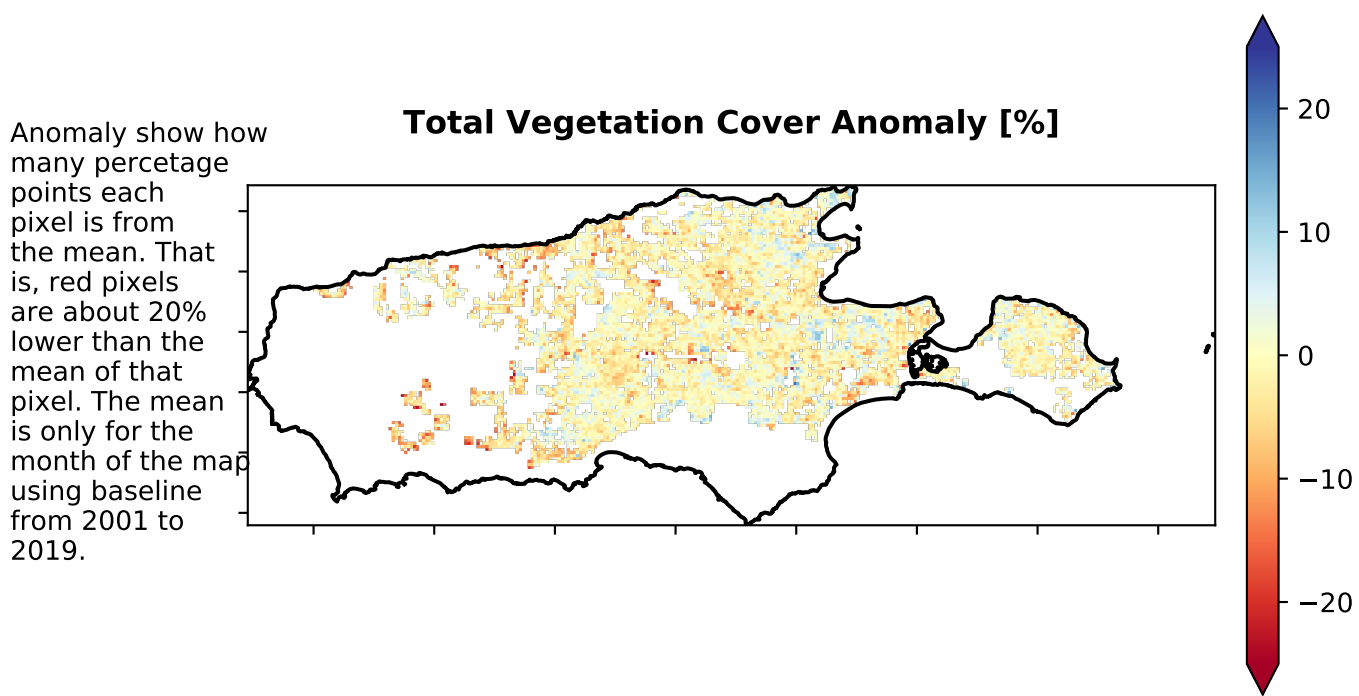 Total Vegetation Cover Anomaly [%]
Anomaly show how
many percetage
points each
pixel is from
the mean. That
is, red pixels
are about 20%
lower than the
mean of that
pixel. The mean
is only for the
month of the map
using baseline
from 2001 to
2019.
20
10
0
−10
−20